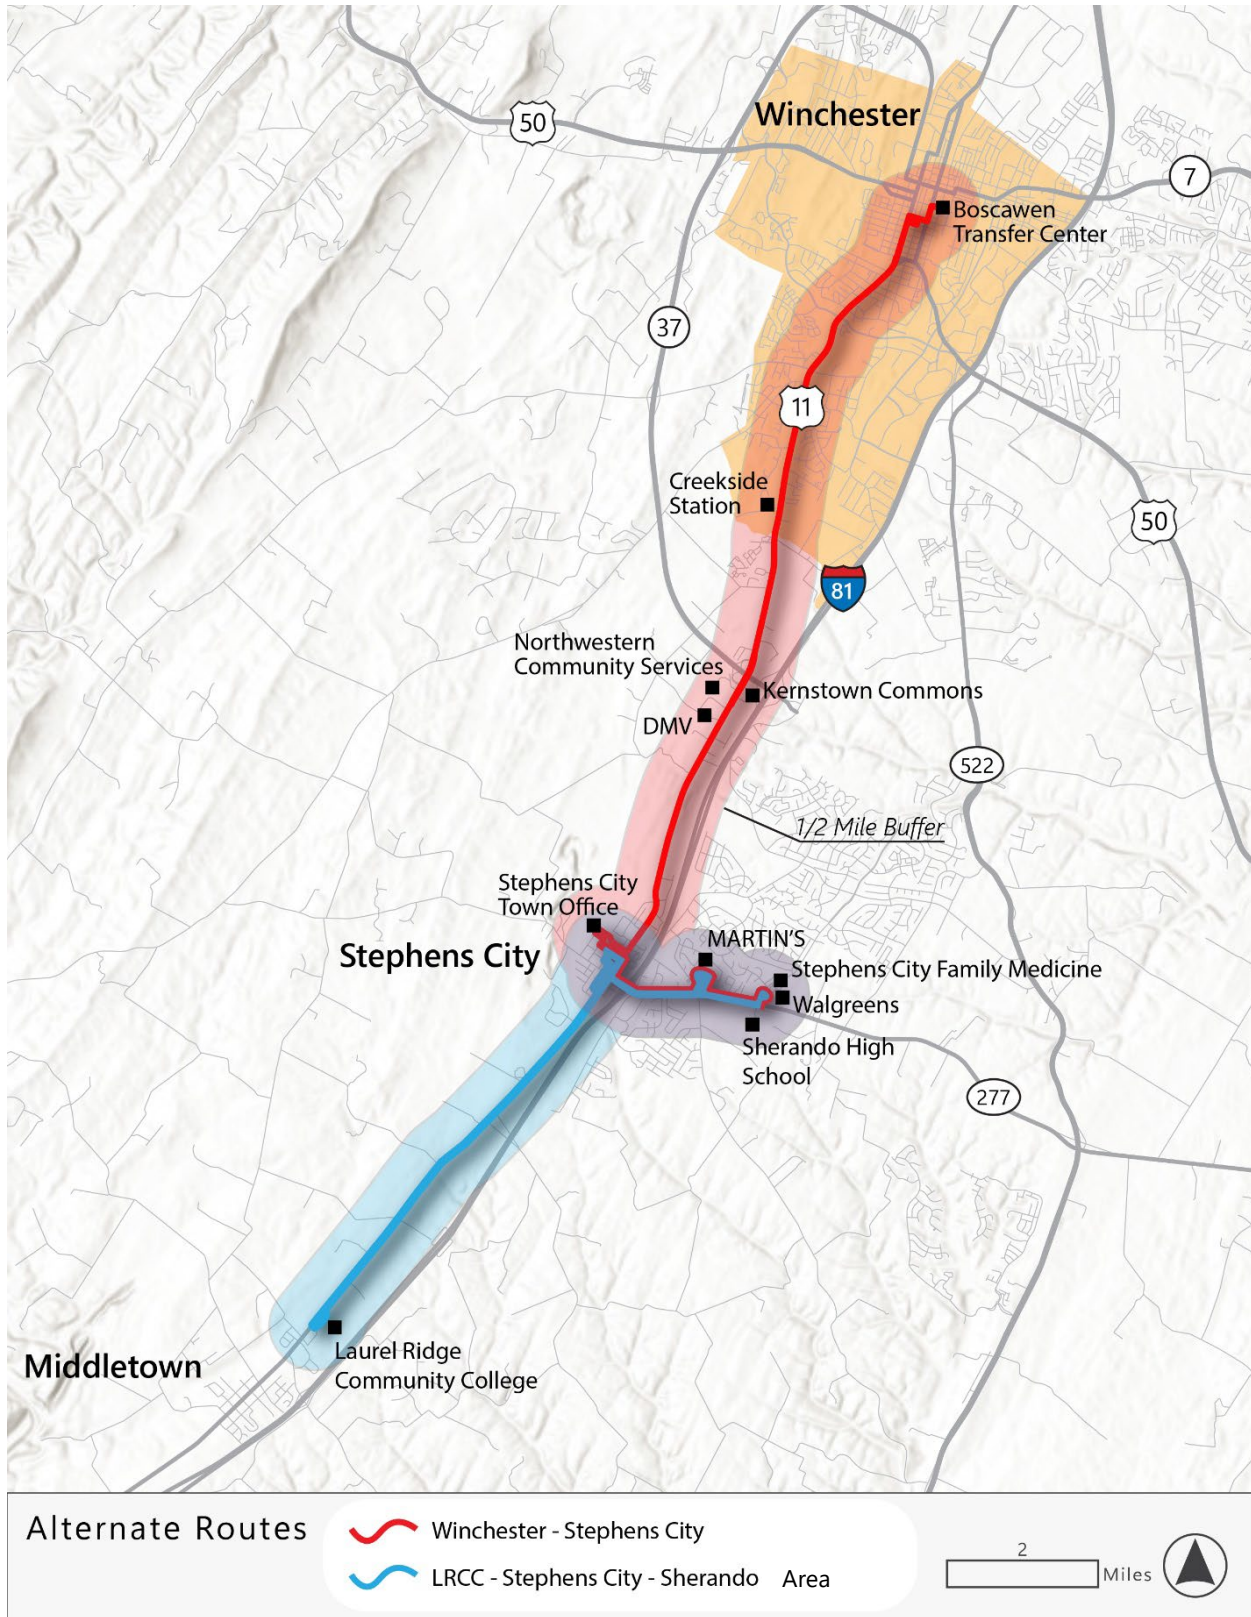 50
Winchester
7
Boscawen
Transfer Center
37
11
Creekside
Station
50
81
Northwestern
Community Services
Kernstown Commons
DMV
522
1/2 Mile Buffer
Stephens City
Town Office
Stephens City
MARTIN'S
Stephens City Family Medicine
Walgreens
Sherando High
School
277
Laurel Ridge
Community College
Middletown
Alternate Routes
Winchester - Stephens City
LRCC - Stephens City - Sherando Area
2
Miles